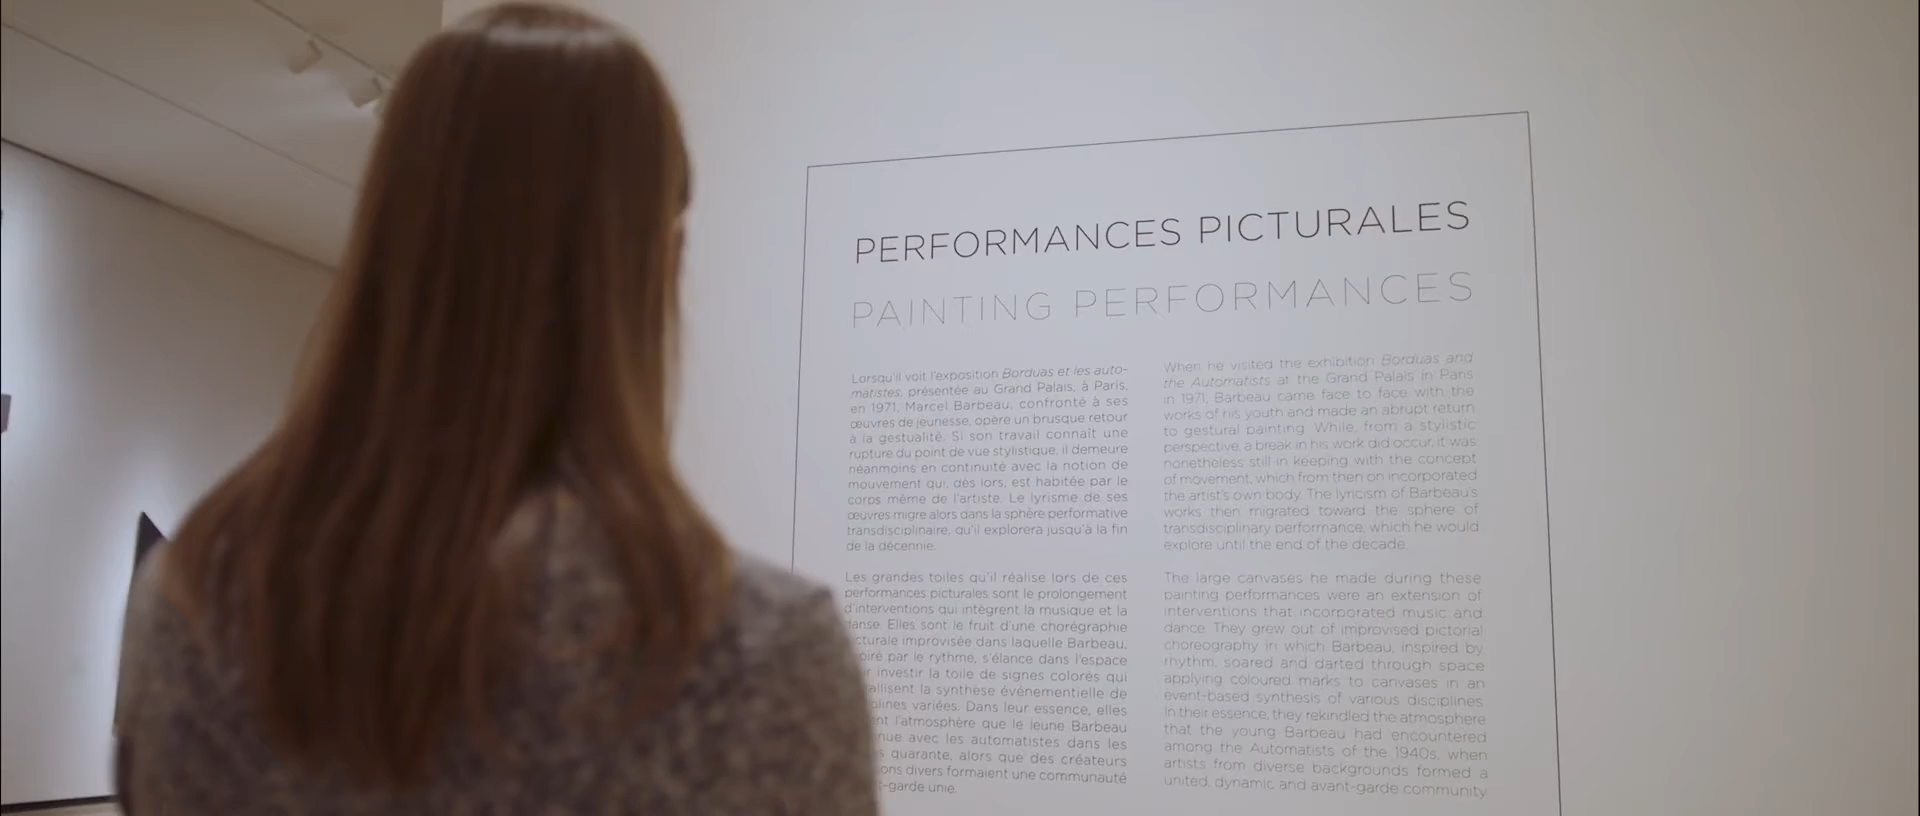 PERFORMANCES PICTURALES
PAINTING PERFORMANCES
Lorsqu'il voit l'exposition Borduas et les auto-
matistes, présentée au Grand Palais, à Paris,
en 1971, Marcel Barbeau, confronté à ses
œuvres de jeunesse, opère un brusque retour
à la gestualité. Si son travail connaît une
rupture du point de vue stylistique, il demeure
néanmoins en continuité avec la notion de
mouvement qui, dès lors, est habitée par le
corps même de l'artiste. Le lyrisme de ses
œuvres migre alors dans la sphère performative
transdisciplinaire, qu'il explorera jusqu'à la fin
de la décennie.
Les grandes toiles qu'il réalise lors de ces
performances picturales sont le prolongement
d'interventions qui intègrent la musique et la
danse. Elles sont le fruit d'une chorégraphie
cturale improvisée dans laquelle Barbeau,
piré par le rythme, s'élance dans l'espace
r investir la toile de signes colorés qui
allisent la synthèse événementielle de
plines variées. Dans leur essence, elles
nt l'atmosphère que le jeune Barbeau
nue avec les automatistes dans les
s quarante, alors que des créateurs
ons divers formaient une communauté
-garde unie.
When he visited the exhibition Borduas and
the Automatists at the Grand Palais in Paris
in 1971, Barbeau came face to face with the
works of his youth and made an abrupt return
to gestural painting. While, from a stylistic
perspective, a break in his work did occur, it was
nonetheless still in keeping with the concept
of movement, which from then on incorporated
the artist's own body. The lyricism of Barbeau's
works then migrated toward the sphere of
transdisciplinary performance, which he would
explore until the end of the decade.
The large canvases he made during these
painting performances were an extension of
interventions that incorporated music and
dance. They grew out of improvised pictorial
choreography in which Barbeau, inspired by
rhythm, soared and darted through space
applying coloured marks to canvases in an
event-based synthesis of various disciplines.
In their essence, they rekindled the atmosphere
that the young Barbeau had encountered
among the Automatists of the 1940s, when
artists from diverse backgrounds formed a
united, dynamic and avant-garde community